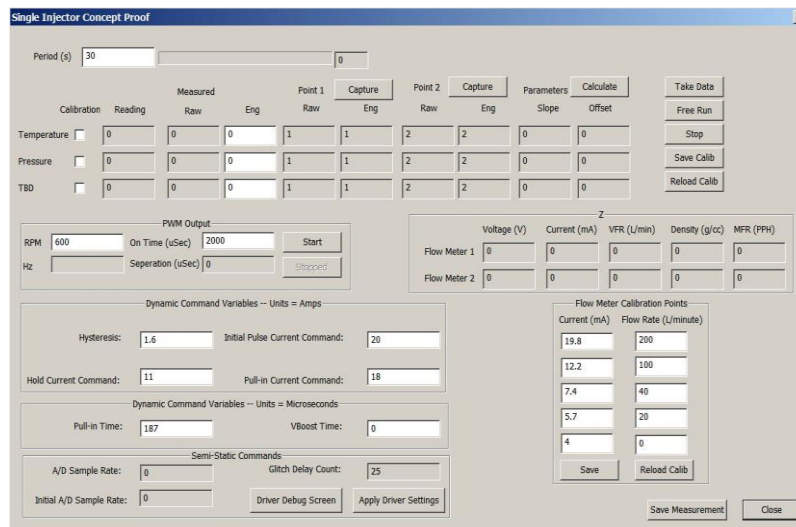 Single Injector Concept Proof
Period (s) 30 0
Point 1 Capture Point 2 Capture Parameters Calculate Take Data
Measured
Calibration Reading Raw Eng Raw Eng Raw Eng Slope Offset Free Run
Temperature 0 0 0 1 1 2 2 0 0 Stop
Pressure 0 0 0 1 1 2 2 0 0 Save Calib
TBD 0 0 0 1 1 2 2 0 0 Reload Calib
PWM Output
RPM 600 On Time (uSec) 2000 Start
Hz Seperation (uSec) 0 Stopped
Z
Voltage (V) Current (mA) VFR (L/min) Density (g/cc) MFR (PPH)
Flow Meter 1 0 0 0 0 0
Flow Meter 2 0 0 0 0 0
Dynamic Command Variables -- Units = Amps
Hysteresis: 1.6 Initial Pulse Current Command: 20
Hold Current Command: 11 Pull-in Current Command: 18
Dynamic Command Variables -- Units = Microseconds
Pull-in Time: 187 VBoost Time: 0
Semi-Static Commands
A/D Sample Rate: 0 Glitch Delay Count: 25
Initial A/D Sample Rate: 0 Driver Debug Screen Apply Driver Settings
Flow Meter Calibration Points
Current (mA) Flow Rate (L/minute)
19.8 200
12.2 100
7.4 40
5.7 20
4 0
Save Reload Calib
Save Measurement Close